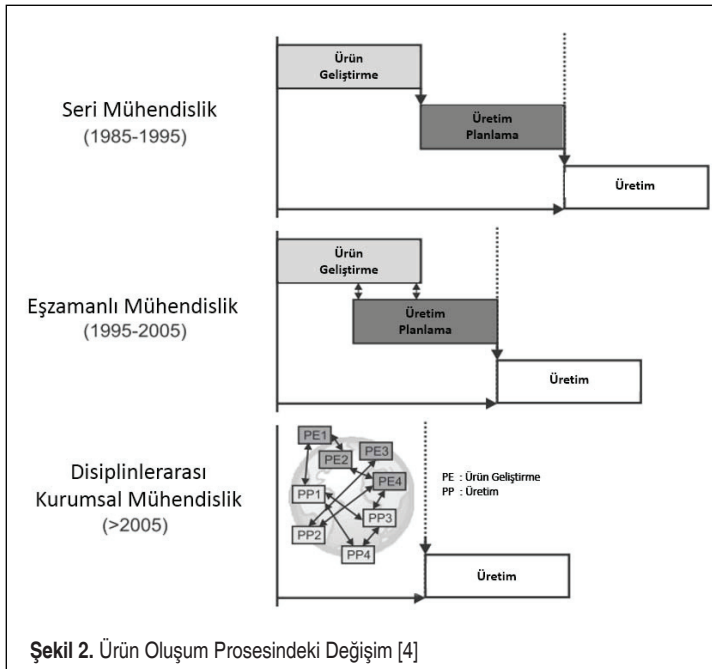 Seri Mühendislik
(1985-1995)
Ürün
Geliştirme
Üretim
Planlama
Üretim
Eşzamanlı Mühendislik
(1995-2005)
Ürün
Geliştirme
Üretim
Planlama
Üretim
Disiplinlerarası
Kurumsal Mühendislik
(>2005)
PE1
PE2
PE3
PE4
PP1
PP2
PP3
PP4
PE : Ürün Geliştirme
PP : Üretim
Üretim
Şekil 2. Ürün Oluşum Prosesindeki Değişim [4]